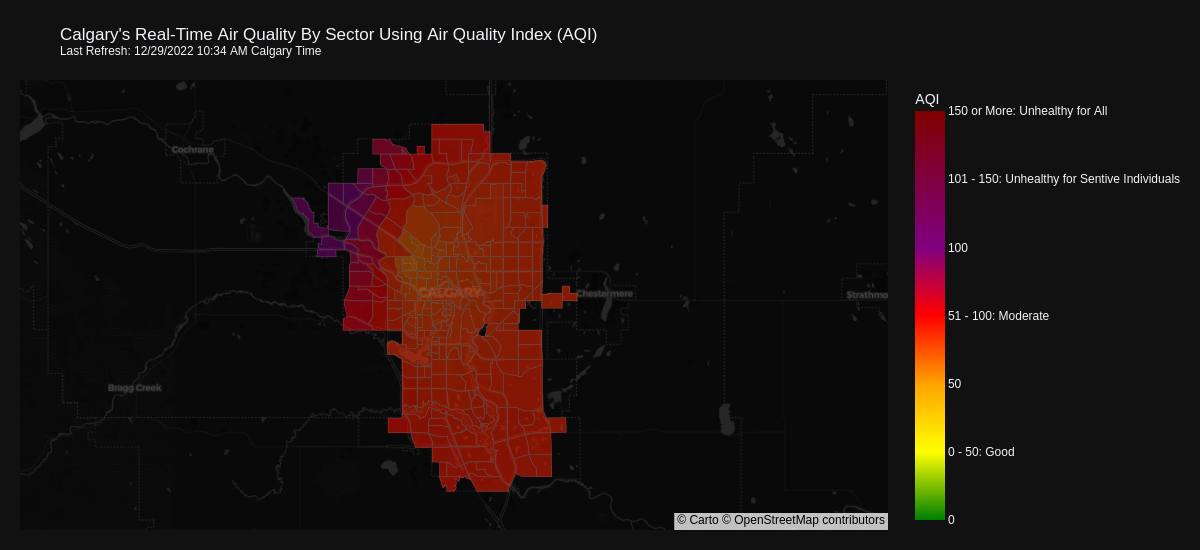 Calgary's Real-Time Air Quality By Sector Using Air Quality Index (AQI)
Last Refresh: 12/29/2022 10:34 AM Calgary Time
AQI
150 or More: Unhealthy for All
Cochrane
101 - 150: Unhealthy for Sentive Individuals
100
CALGARY
Chestermere
Strathmo
51 - 100: Moderate
Bragg Creek
50
0 - 50: Good
© Carto © OpenStreetMap contributors
0